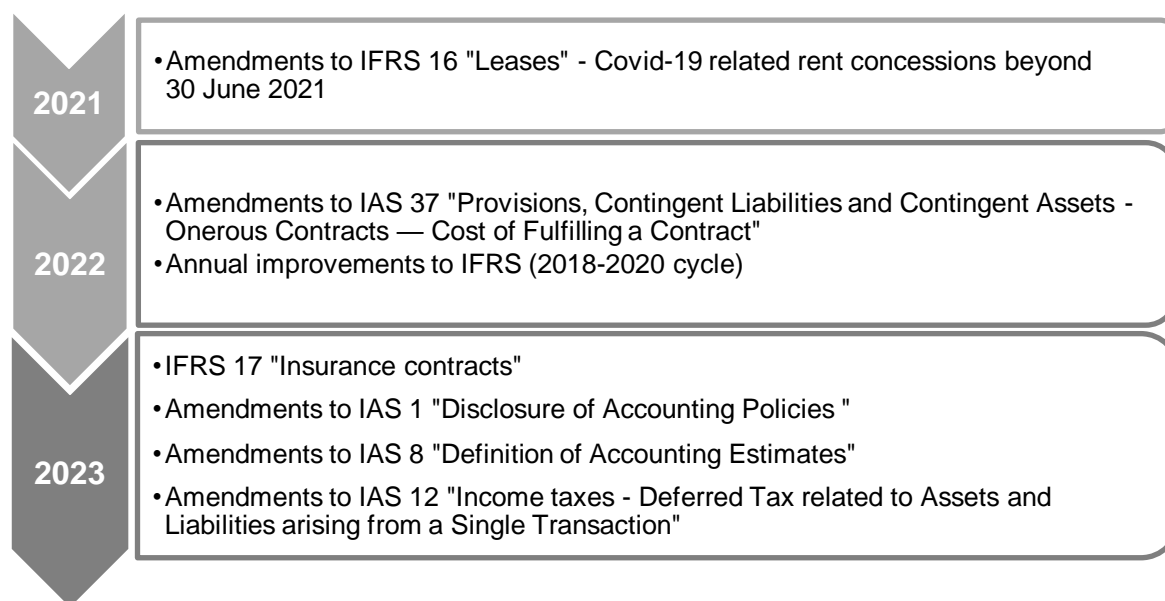 2021
•Amendments to IFRS 16 "Leases" - Covid-19 related rent concessions beyond
30 June 2021
2022
•Amendments to IAS 37 "Provisions, Contingent Liabilities and Contingent Assets -
Onerous Contracts — Cost of Fulfilling a Contract"
•Annual improvements to IFRS (2018-2020 cycle)
2023
•IFRS 17 "Insurance contracts"
•Amendments to IAS 1 "Disclosure of Accounting Policies "
•Amendments to IAS 8 "Definition of Accounting Estimates"
•Amendments to IAS 12 "Income taxes - Deferred Tax related to Assets and
Liabilities arising from a Single Transaction"